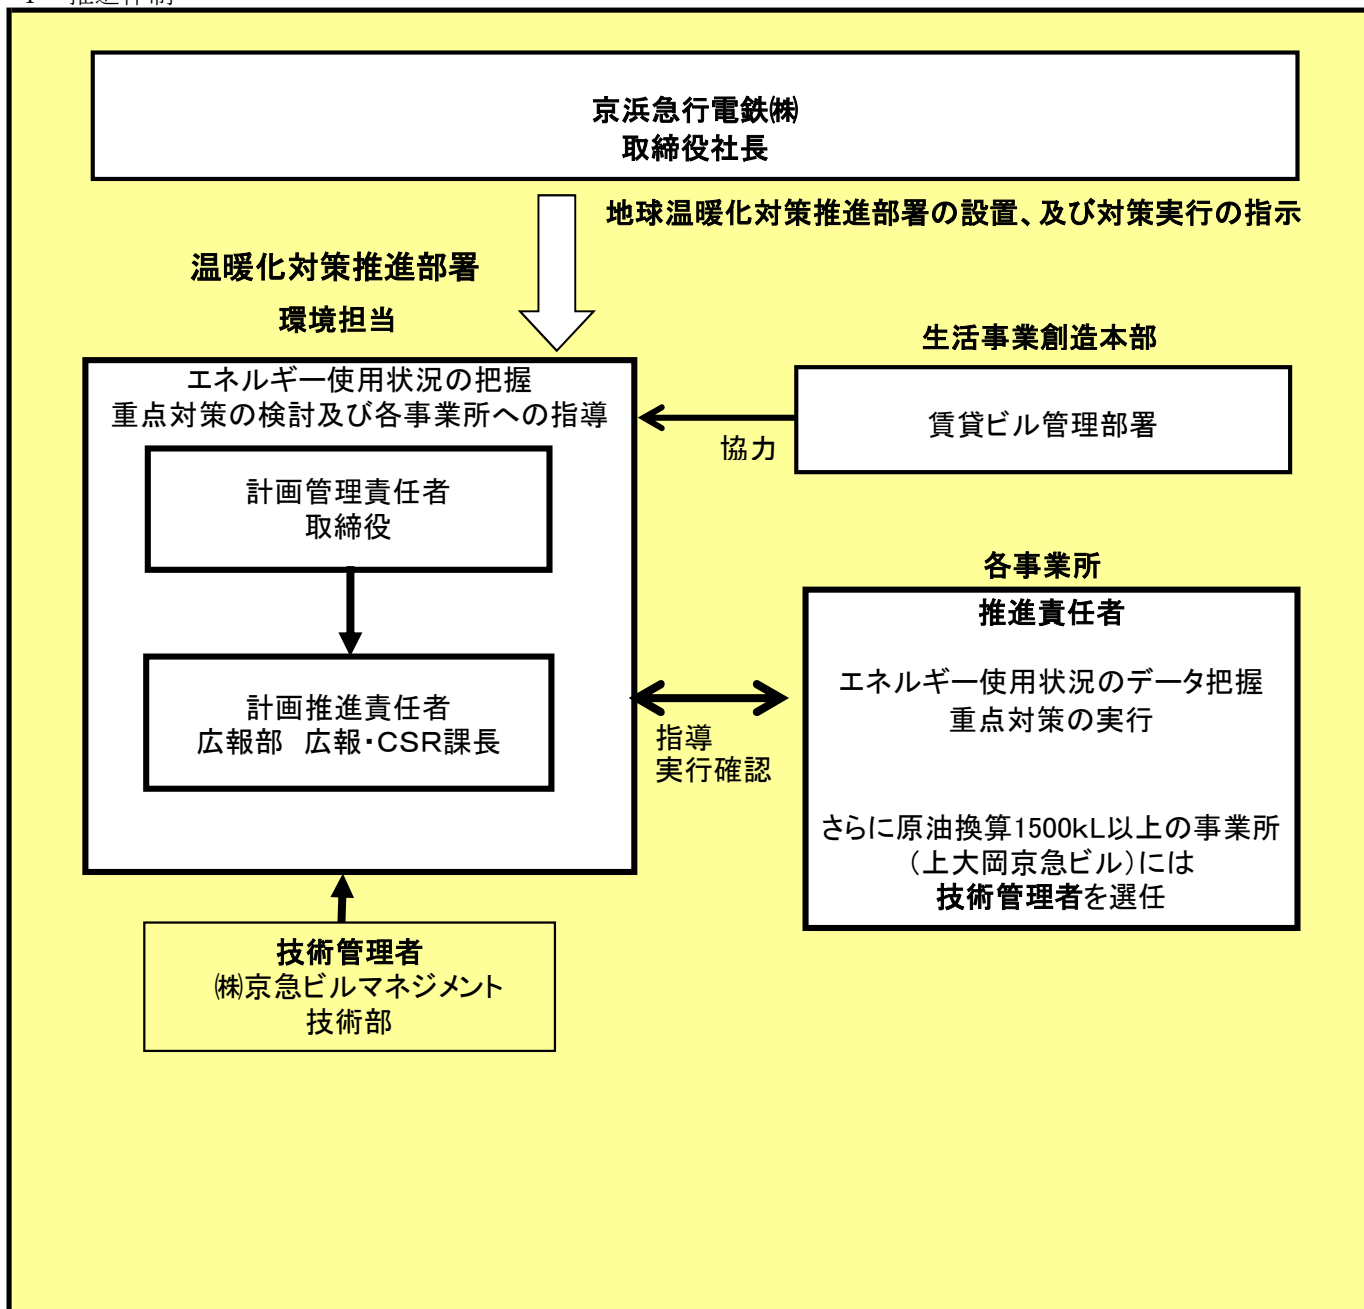 京浜急行電鉄㈱
取締役社長
地球温暖化対策推進部署の設置、及び対策実行の指示
温暖化対策推進部署
環境担当
エネルギー使用状況の把握
重点対策の検討及び各事業所への指導
計画管理責任者
取締役
計画推進責任者
広報部　広報・CSR課長
生活事業創造本部
賃貸ビル管理部署
協力
各事業所
推進責任者
エネルギー使用状況のデータ把握
重点対策の実行
さらに原油換算1500kL以上の事業所
(上大岡京急ビル)には
技術管理者を選任
指導
実行確認
技術管理者
㈱京急ビルマネジメント
技術部